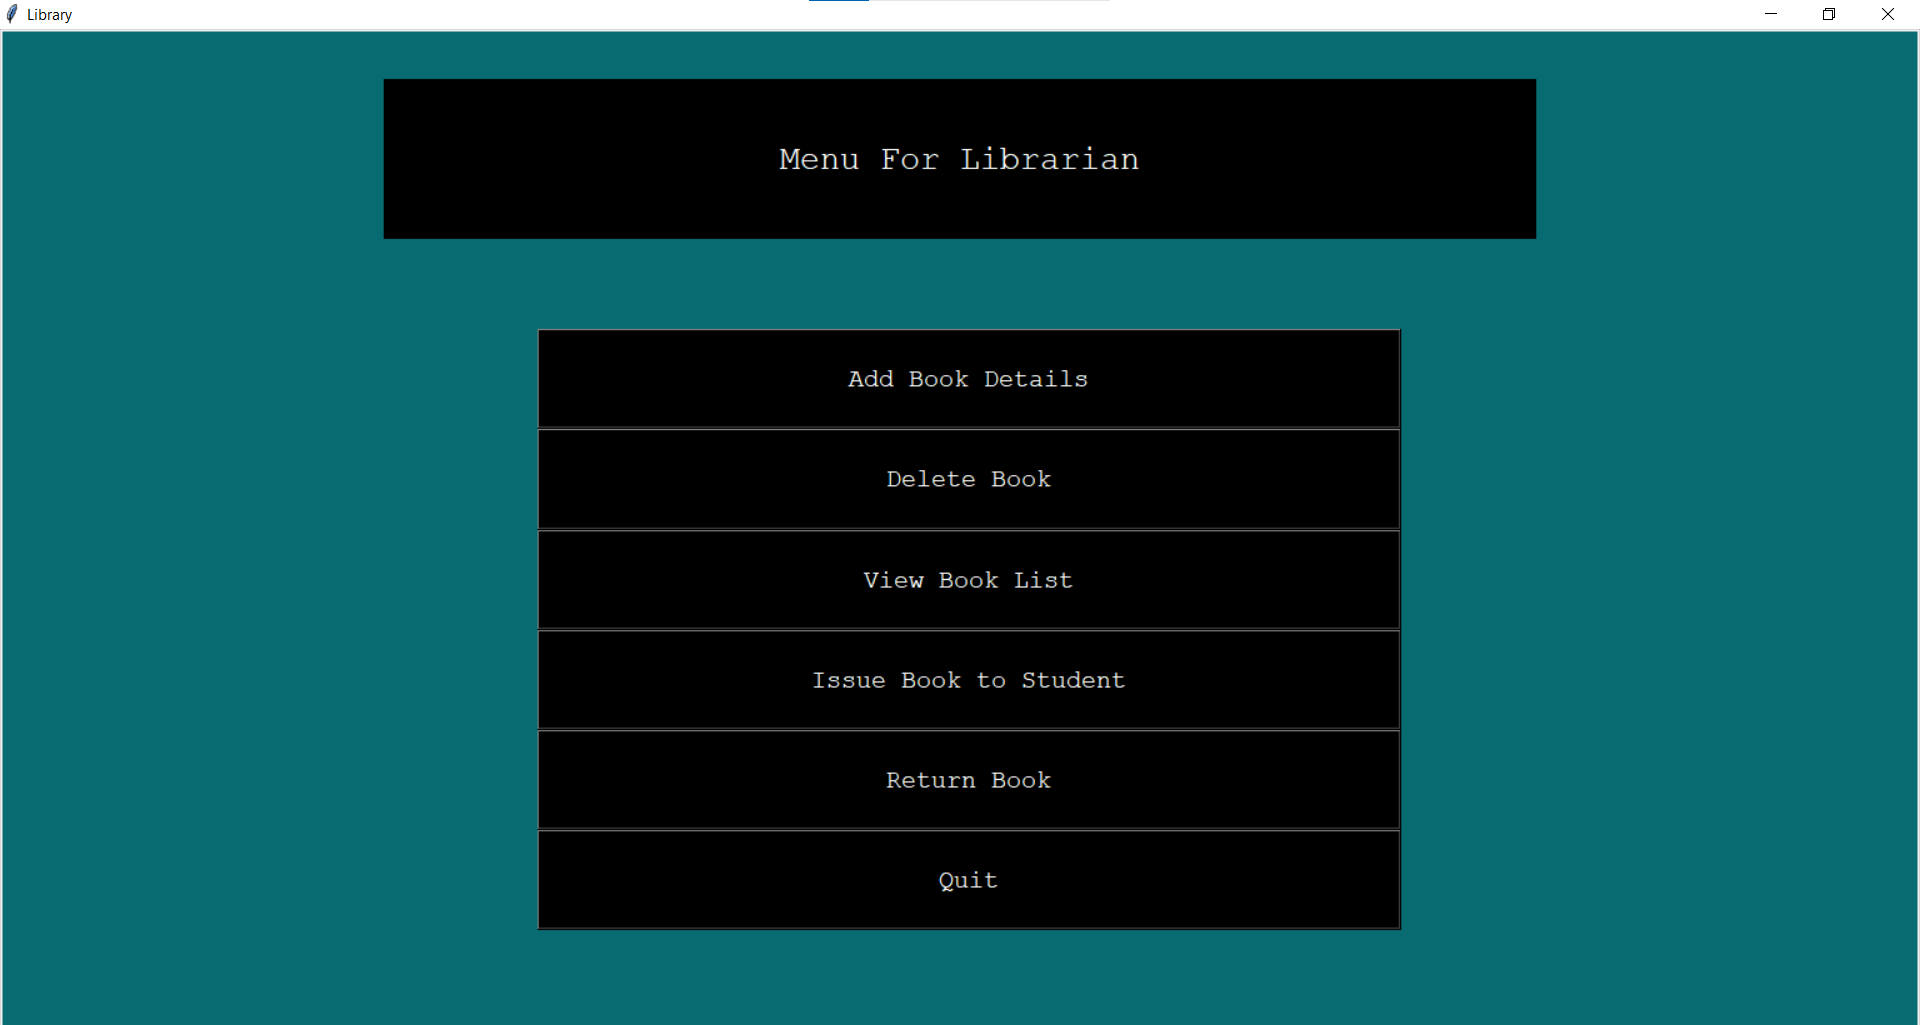 Library
Menu For Librarian
Add Book Details
Delete Book
View Book List
Issue Book to Student
Return Book
Quit